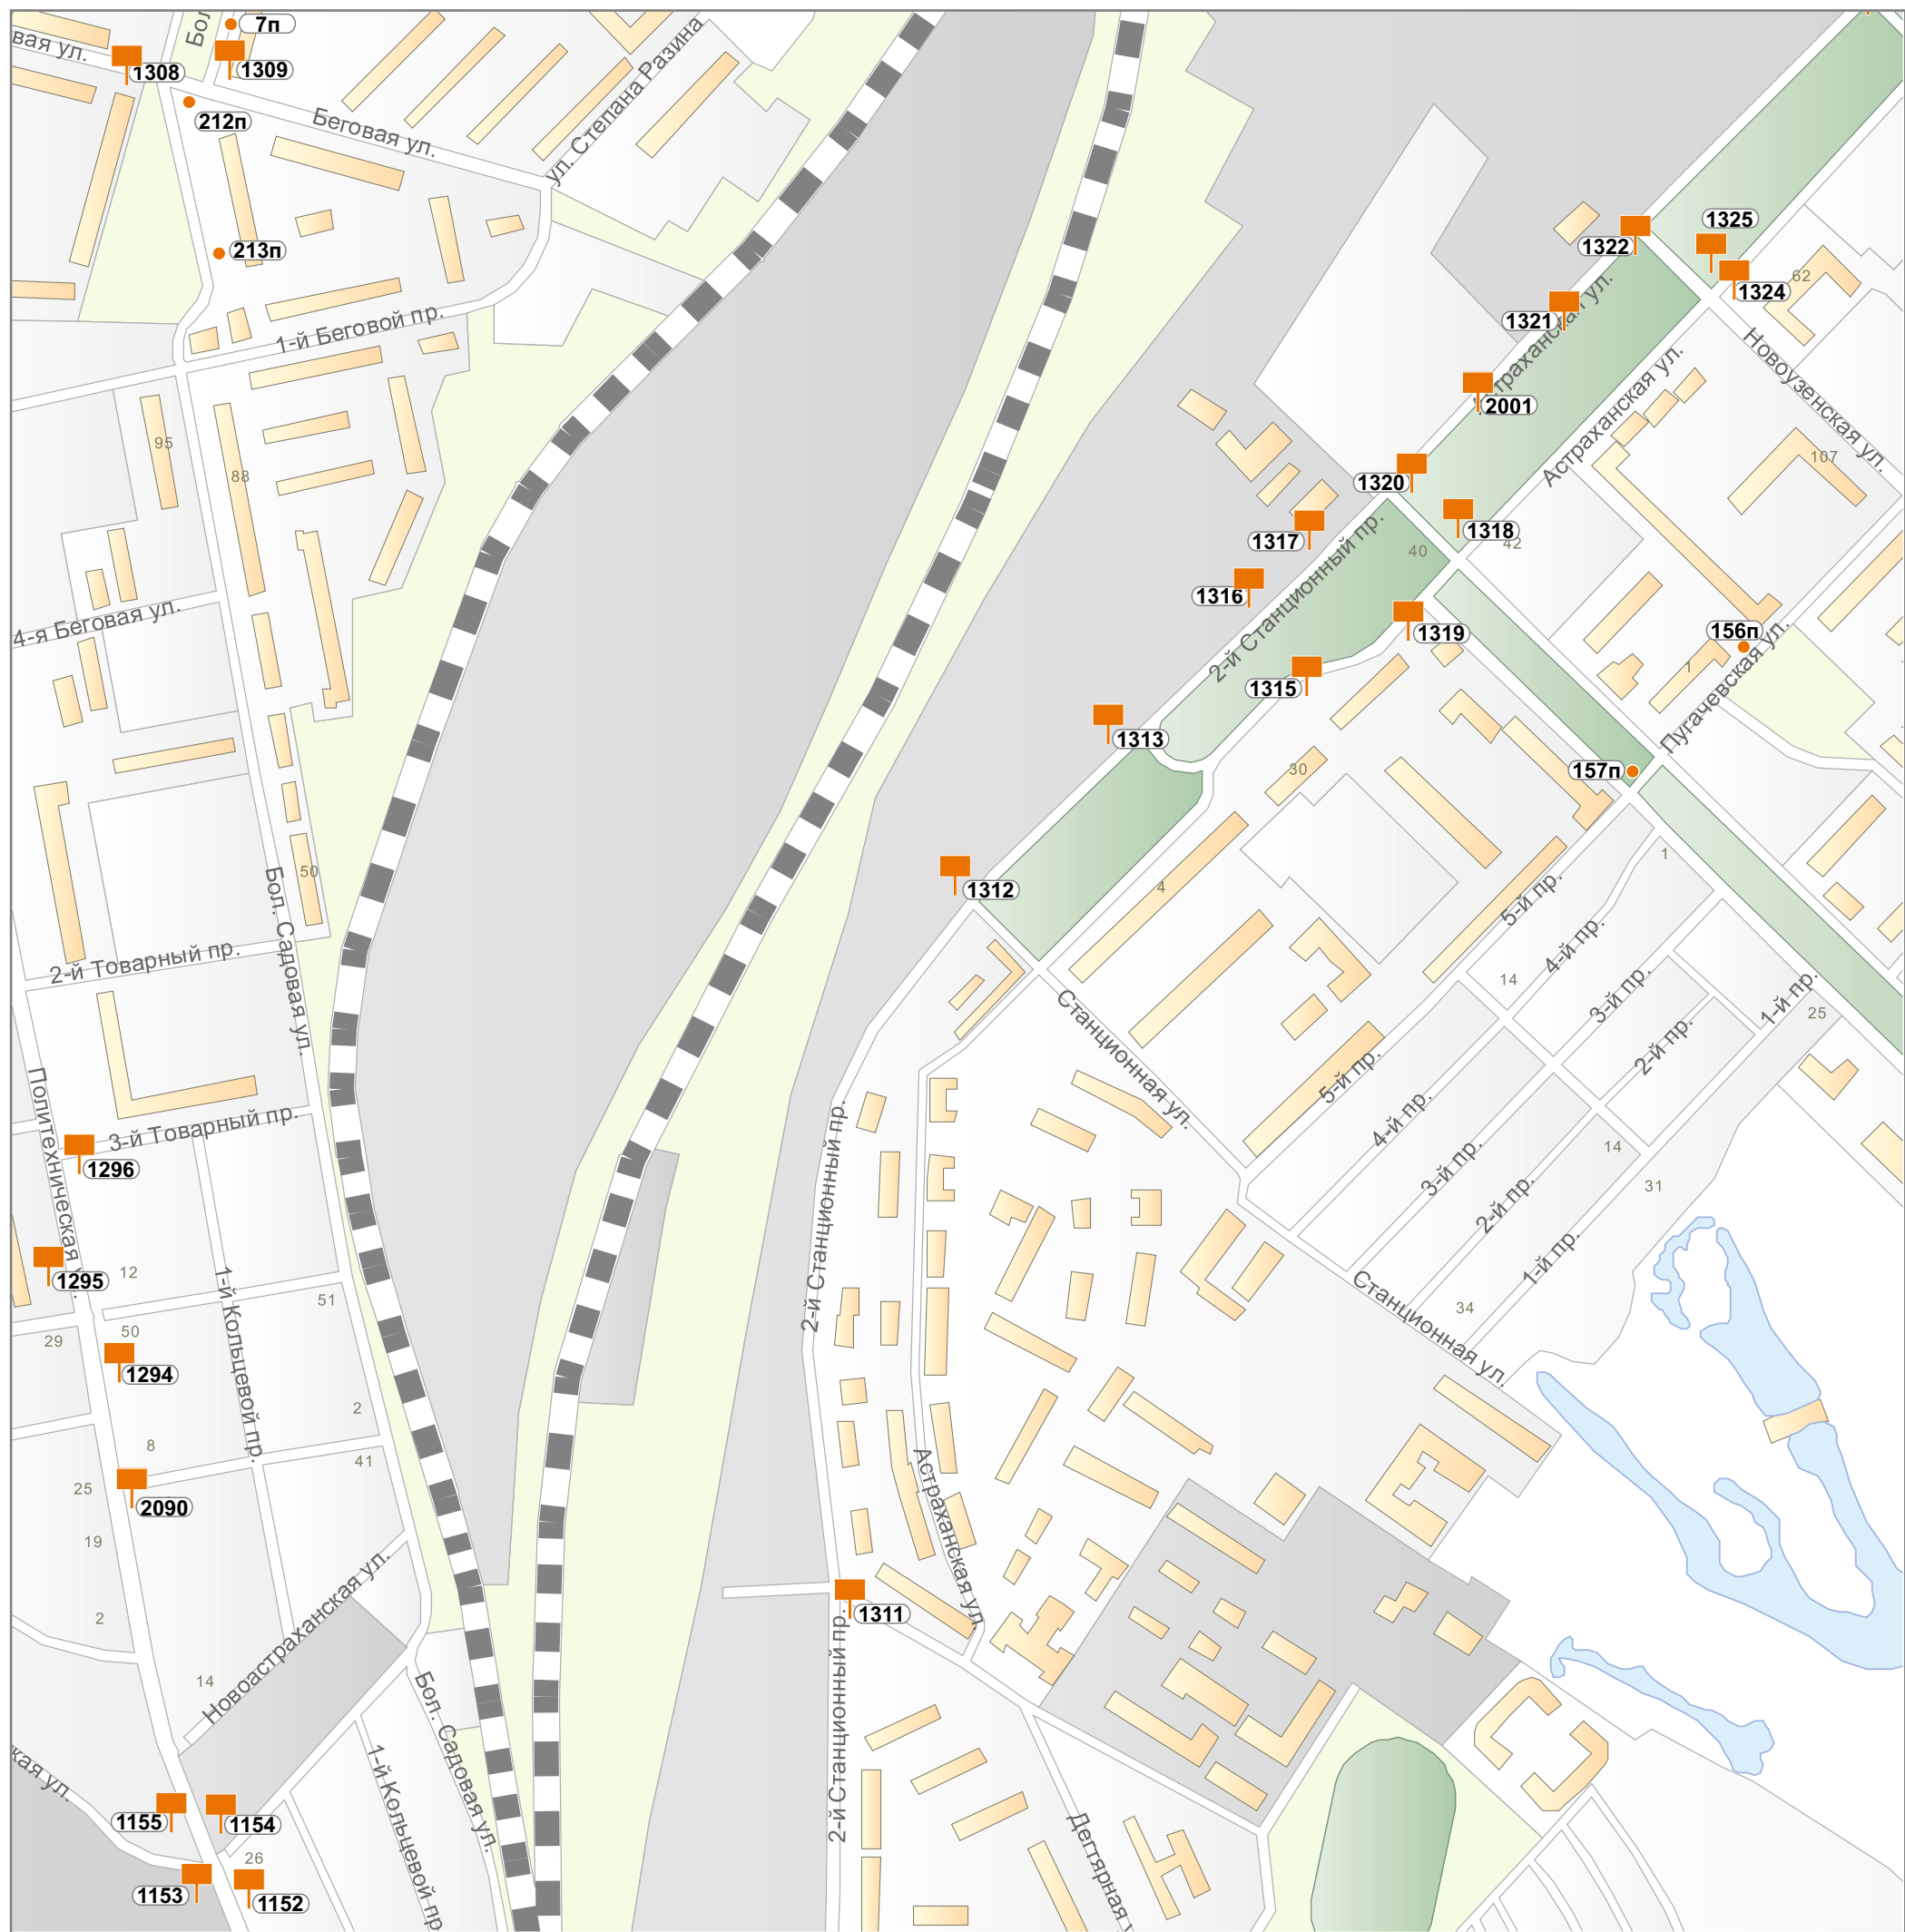 7п
Бол
вая ул.
1308
1309
212п
Беговая ул.
ул. Степана Разина
213п
1-й Беговой пр.
1325
1322
1324
62
1321
Астраханская ул.
2001
Новоузенская ул.
Астраханская ул.
95
88
107
1320
1318
42
1317
40
2-й Станционный пр.
1316
4-я Беговая ул.
1319
156п
1315
7
Пугачевская ул.
1313
30
157п
50
1312
4
1
5-й пр.
4-й пр.
Бол. Садовая ул.
2-й Товарный пр.
14
3-й пр.
1-й пр.
25
2-й пр.
Станционная ул.
5-й пр.
4-й пр.
Политехническая у
3-й Товарный пр.
2-й Станционный пр.
1296
14
3-й пр.
31
2-й пр.
1-й пр.
1295
12
51
1-й Кольцевой пр.
34
Станционная ул.
29
50
1294
2
8
41
25
2090
Астраханская ул.
19
Новоастраханская ул.
2
1311
2-й Станционный пр.
14
Бол. Садовая ул.
кая ул.
1-й Кольцевой пр
1155
1154
Дегтярная у
26
1153
1152